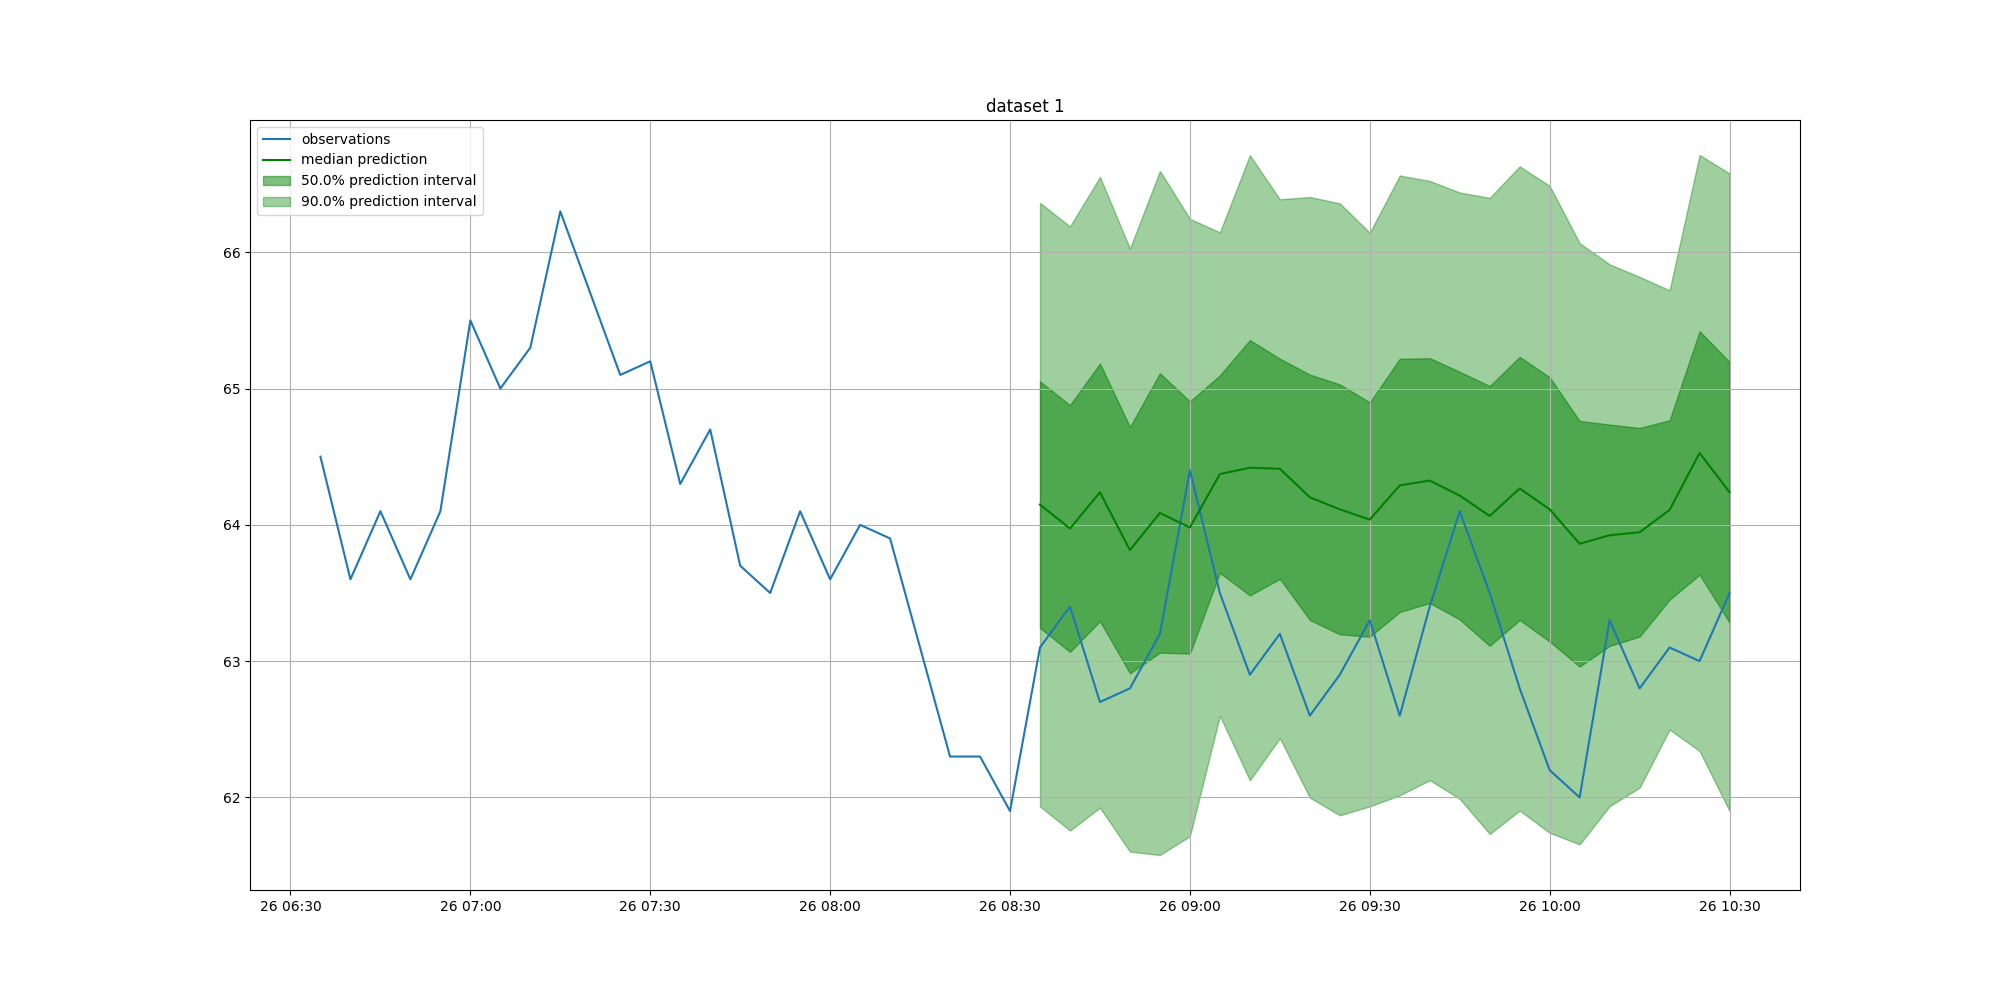 dataset 1
observations
median prediction
50.0% prediction interval
90.0% prediction interval
66
65
64
63
62
26 06:30 26 07:00 26 07:30 26 08:00 26 08:30 26 09:00 26 09:30 26 10:00 26 10:30